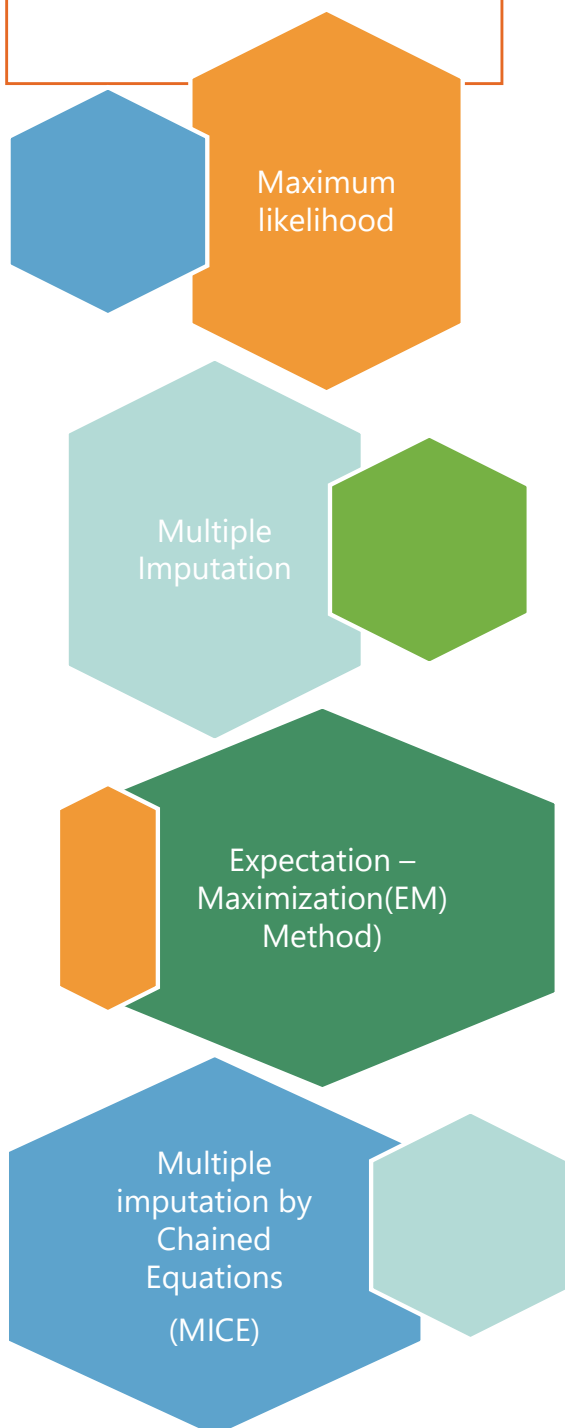 Maximum
likelihood
Multiple
Imputation
Expectation –
Maximization(EM)
Method)
Multiple
imputation by
Chained
Equations
(MICE)